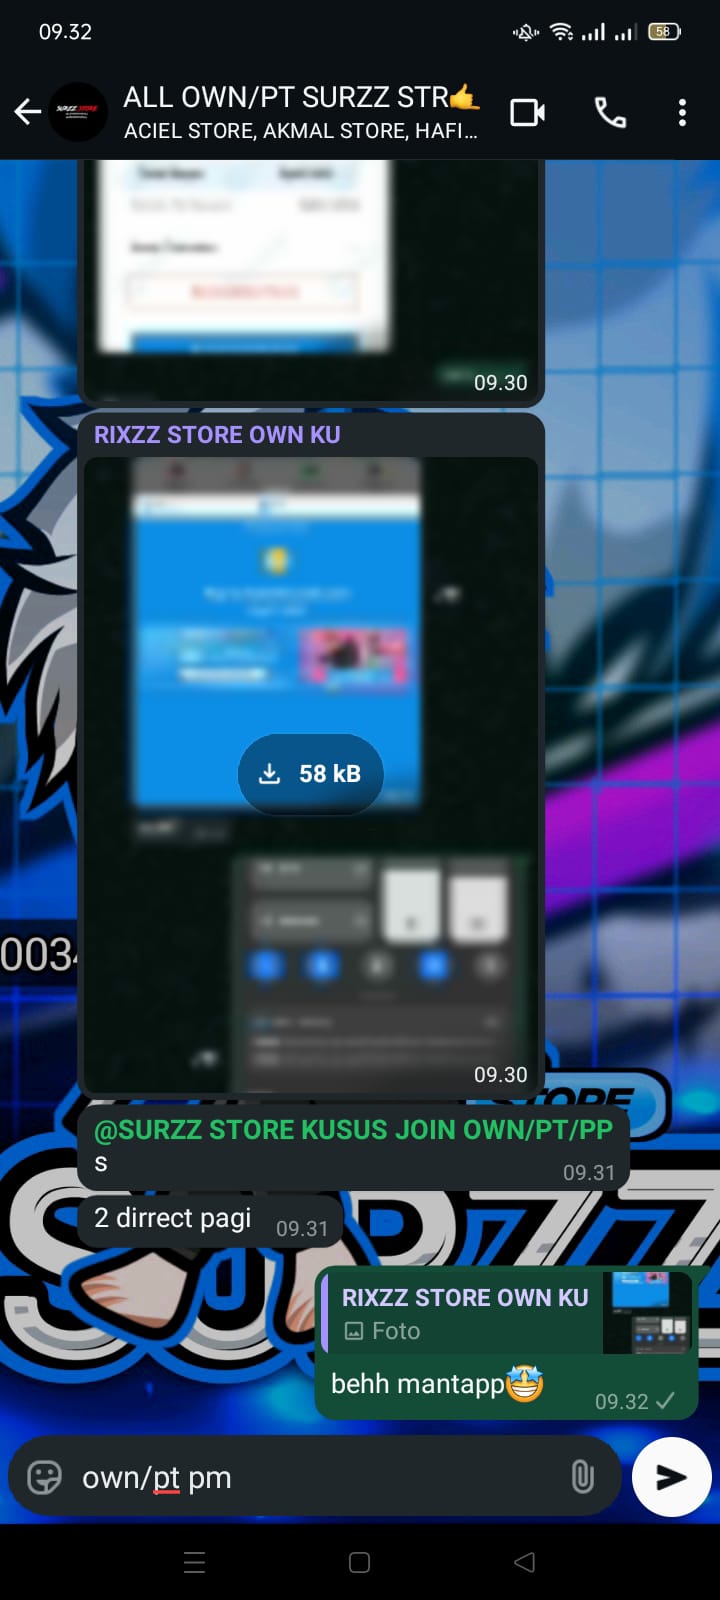 09.32
58
ALL OWN/PT SURZZ STR🤙
ACIEL STORE, AKMAL STORE, HAFI...
09.30
RIXZZ STORE OWN KU
58 kB
09.30
0034
STORE
@SURZZ STORE KUSUS JOIN OWN/PT/PP
s
09.31
2 dirrect pagi
09.31
RIXZZ STORE OWN KU
Foto
behh mantapp🤩
09.32
own/pt pm